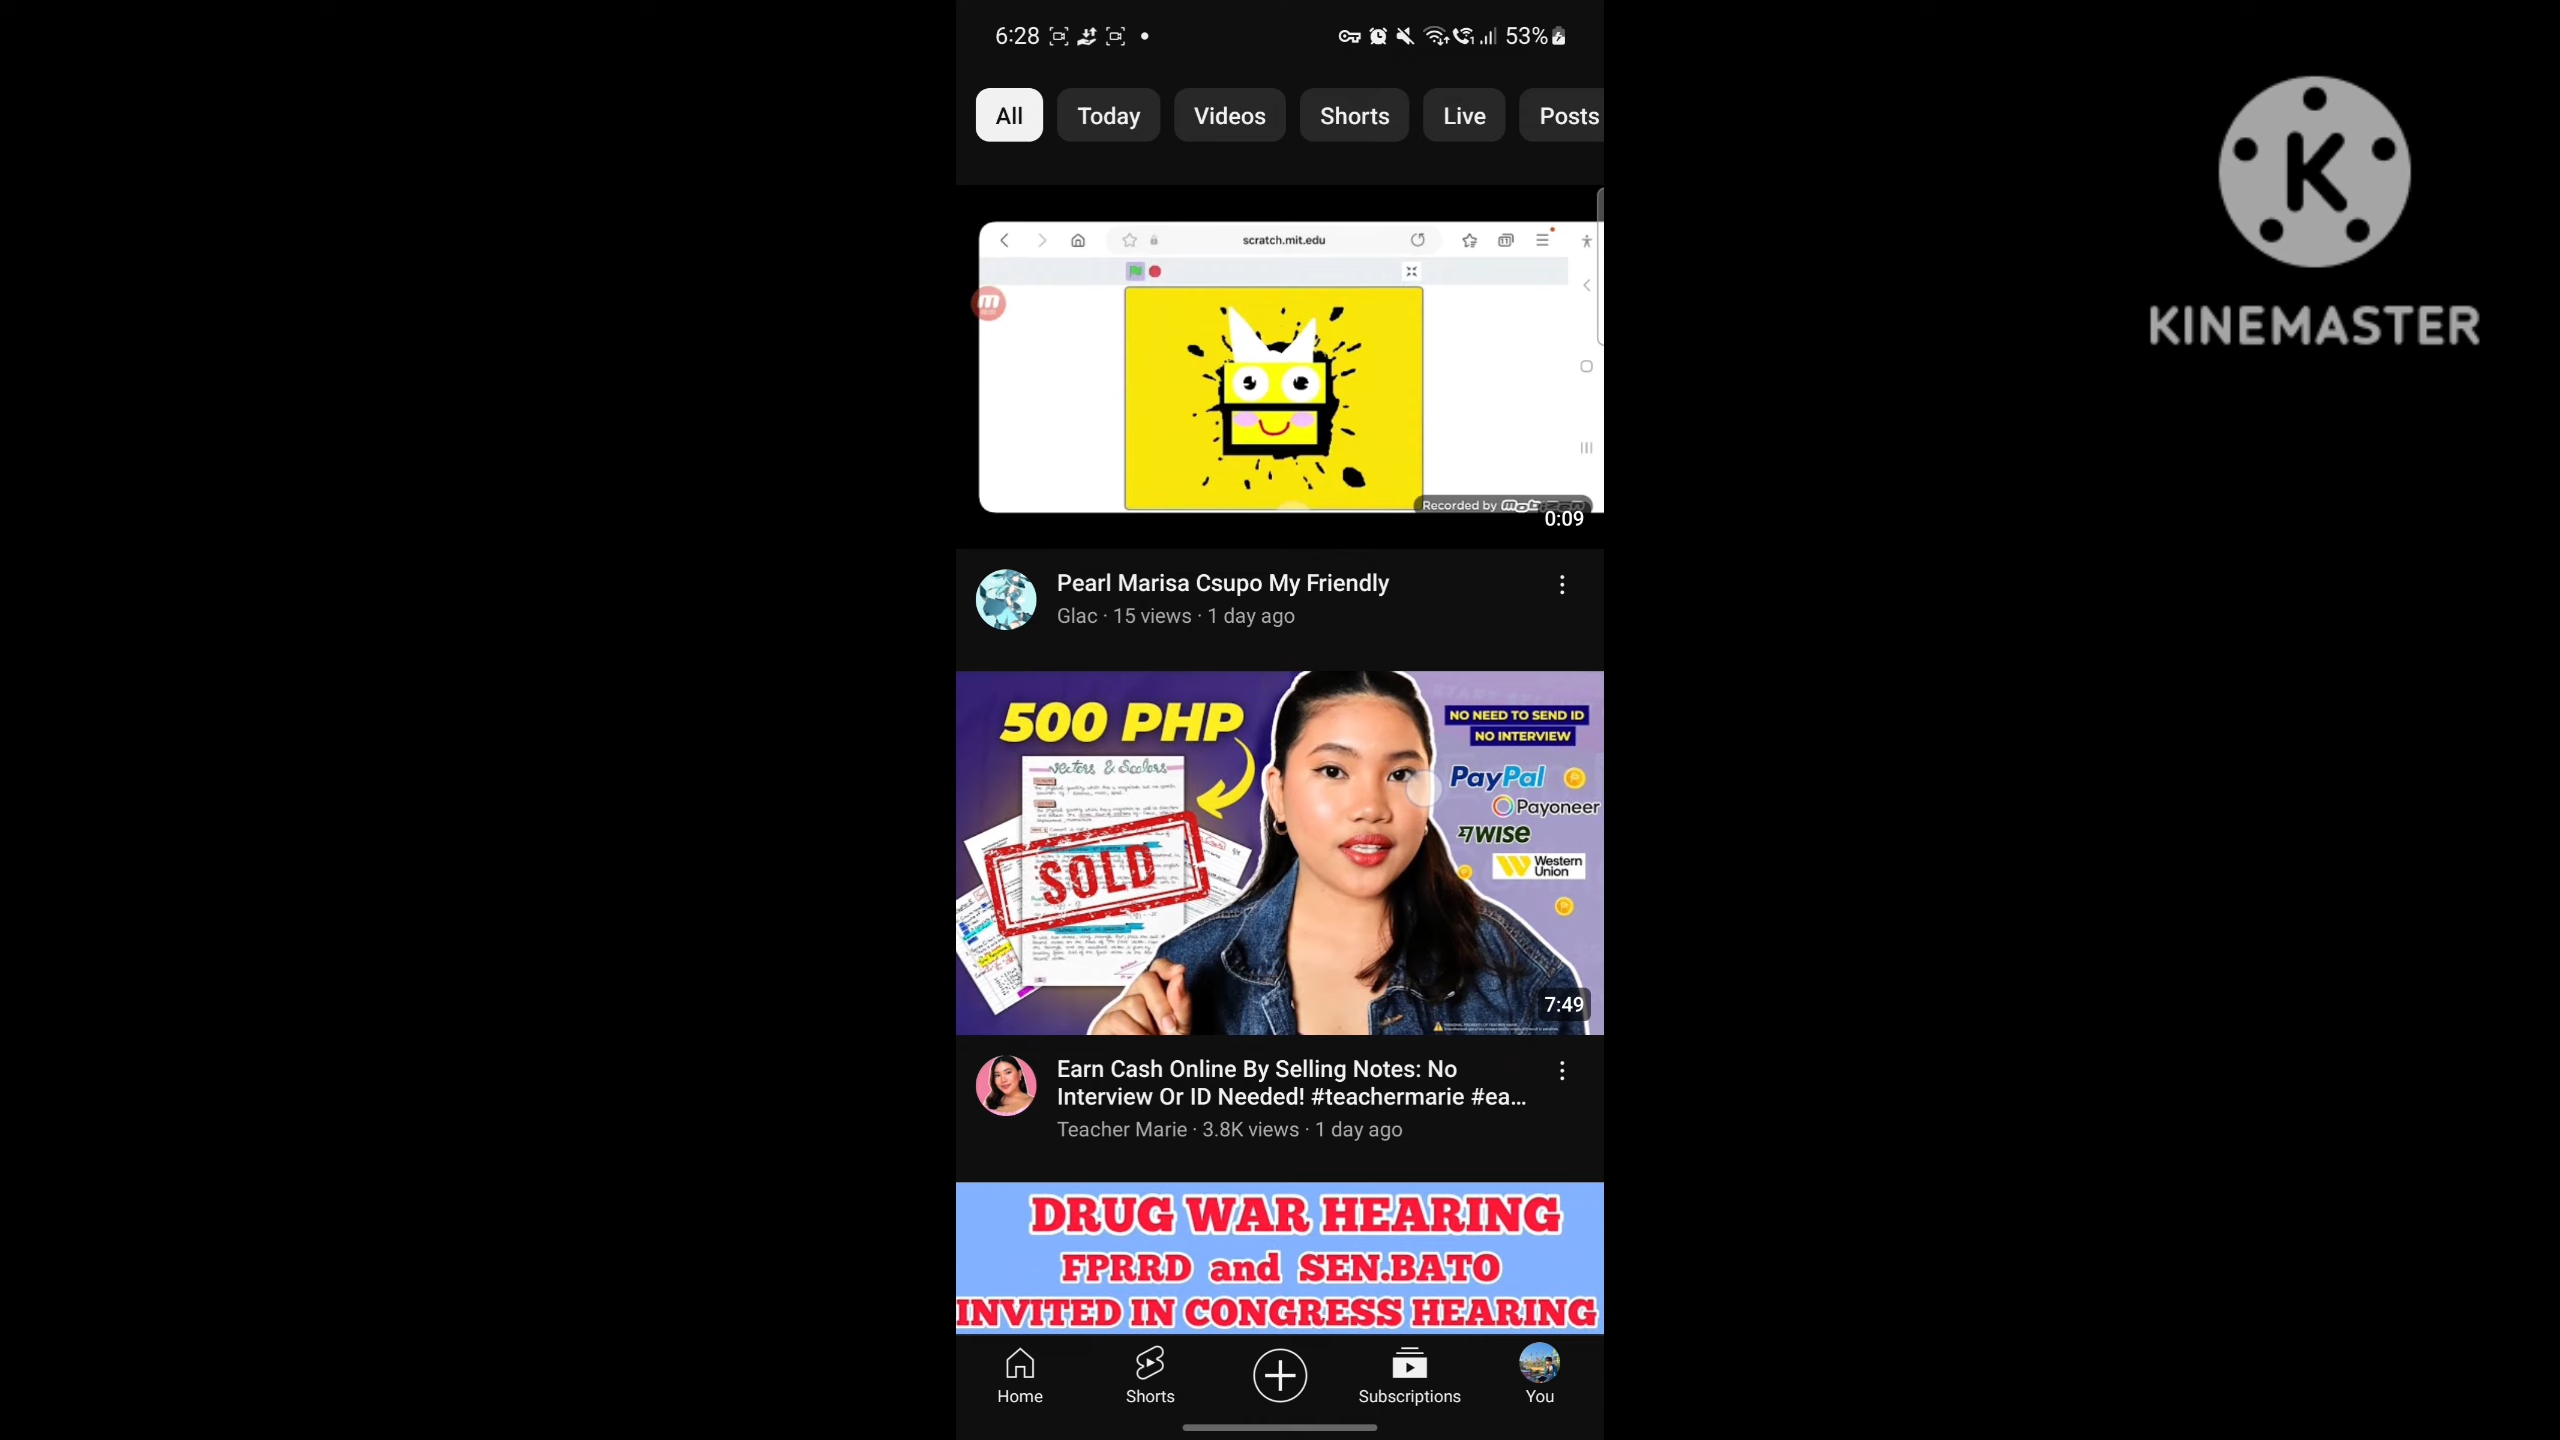 6:28
53%
All Today Videos Shorts Live Posts
KINEMASTER
scratch.mit.edu
Recorded by
0:09
Pearl Marisa Csupo My Friendly
Glac · 15 views · 1 day ago
500 PHP
NO NEED TO SEND ID
NO INTERVIEW
Vectors & Scalars
PayPal
Payoneer
WISE
Western
Union
SOLD
7:49
Earn Cash Online By Selling Notes: No
Interview Or ID Needed! #teachermarie #ea...
Teacher Marie · 3.8K views · 1 day ago
DRUG WAR HEARING
FPRRD and SEN.BATO
INVITED IN CONGRESS HEARING
Home Shorts Subscriptions You